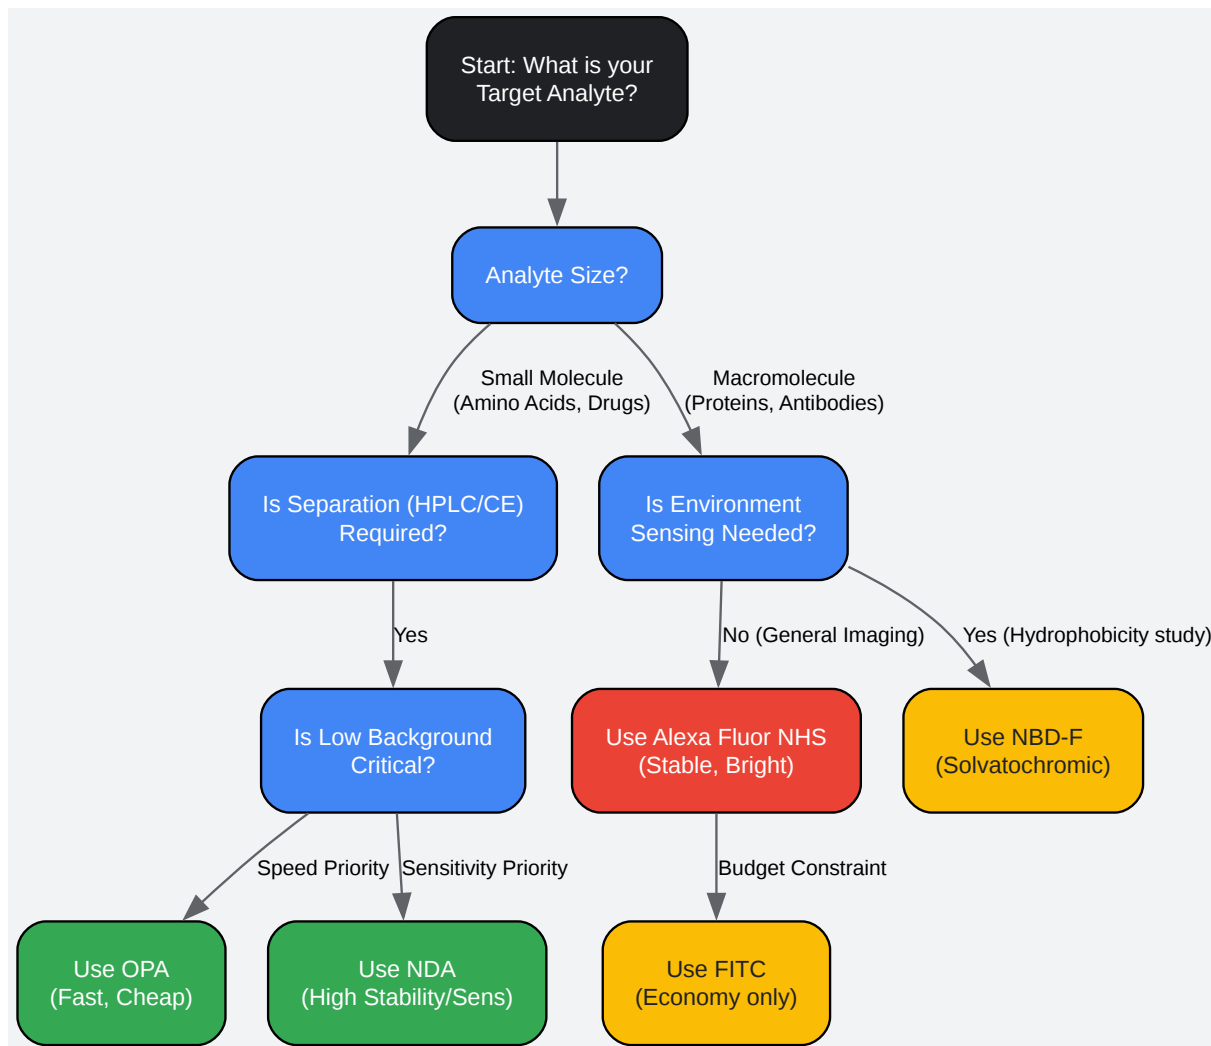 Start: What is your
Target Analyte?
Analyte Size?
Small Molecule
(Amino Acids, Drugs)
Macromolecule
(Proteins, Antibodies)
Is Separation (HPLC/CE)
Required?
Is Environment
Sensing Needed?
Yes
No (General Imaging)
Yes (Hydrophobicity study)
Is Low Background
Critical?
Use Alexa Fluor NHS
(Stable, Bright)
Use NBD-F
(Solvatochromic)
Speed Priority
Sensitivity Priority
Budget Constraint
Use OPA
(Fast, Cheap)
Use NDA
(High Stability/Sens)
Use FITC
(Economy only)